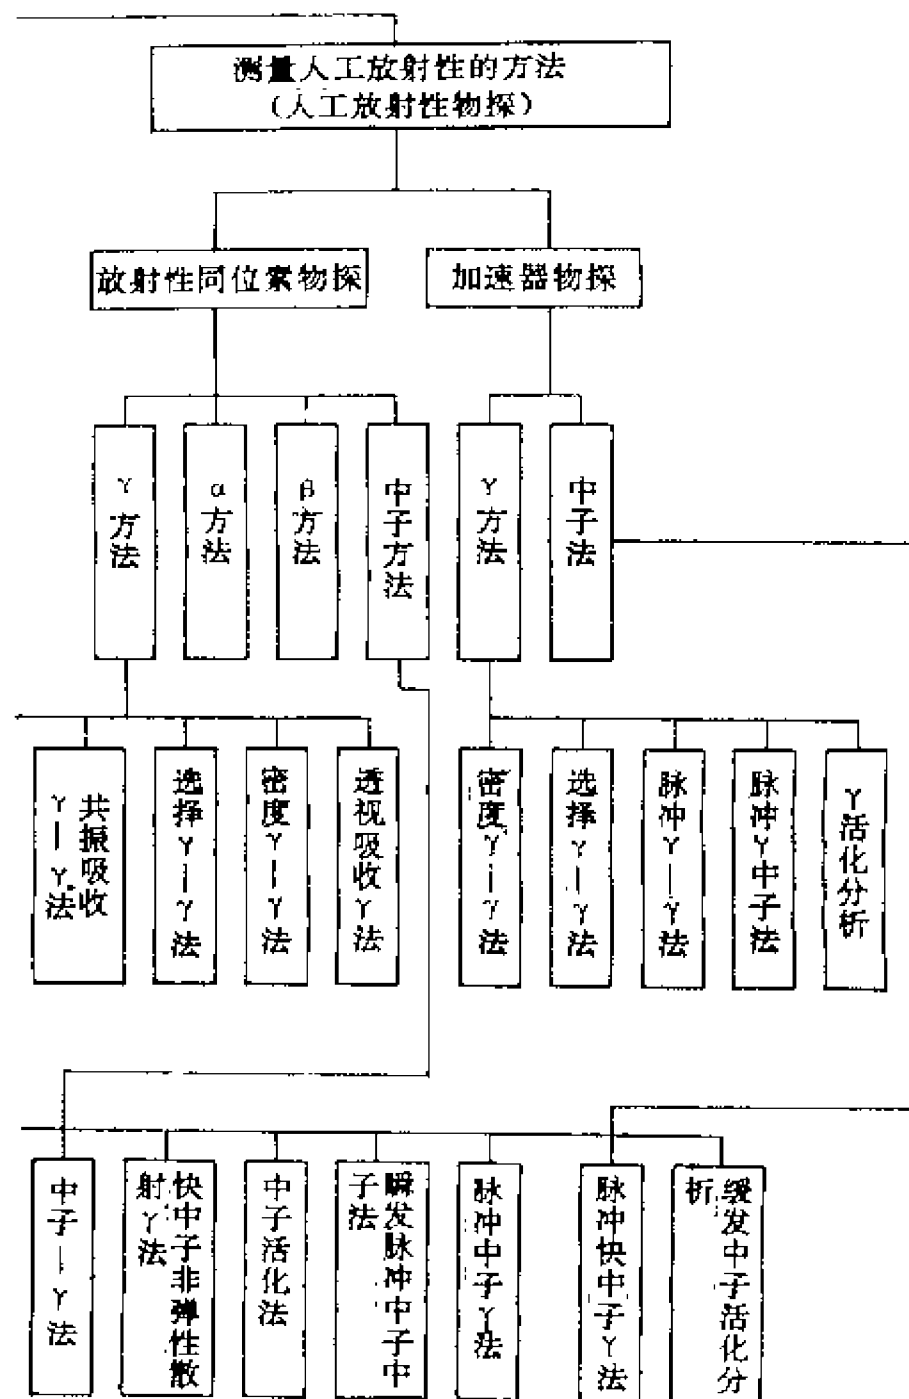 测量人工放射性的方法
（人工放射性物探）
放射性同位素物探
加速器物探
γ方法
α方法
β方法
中子方法
γ方法
中子法
共振吸收
γ—γ法
选择γ—γ法
密度γ—γ法
透视吸收γ法
密度γ—γ法
选择γ—γ法
脉冲γ—γ法
脉冲γ中子法
γ活化分析
中子—γ法
快中子非弹性散
射γ法
中子活化法
瞬发脉冲中子中
子法
脉冲中子γ法
脉冲快中子γ法
缓发中子活化分
析